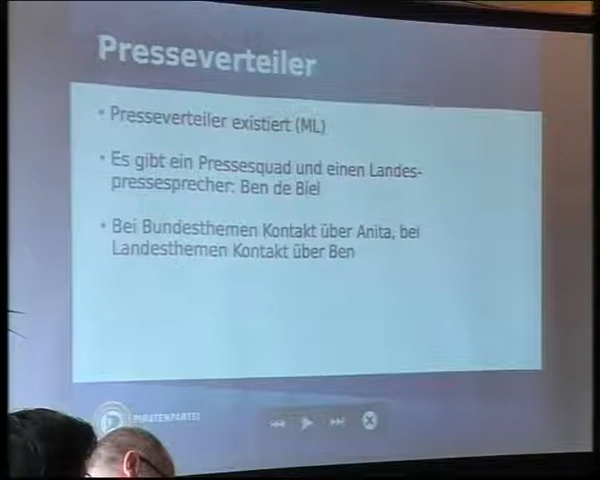 Presseverteiler
• Presseverteiler existiert (ML)
• Es gibt ein Pressesquad und einen Landes-
pressesprecher: Ben de Biel
• Bei Bundesthemen Kontakt über Anita, bei
Landesthemen Kontakt über Ben
PIRATENPARTEI